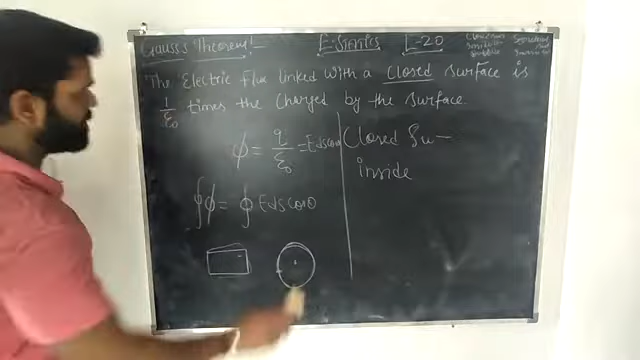 Gauss's Theorem!- E-Statics L-20
The Electric Flux linked with a closed surface is
1/ε₀ times the charged by the surface.
ϕ = q/ε₀ = Edscosθ
∮ϕ = ∮ Edscosθ
Closed Su-
inside